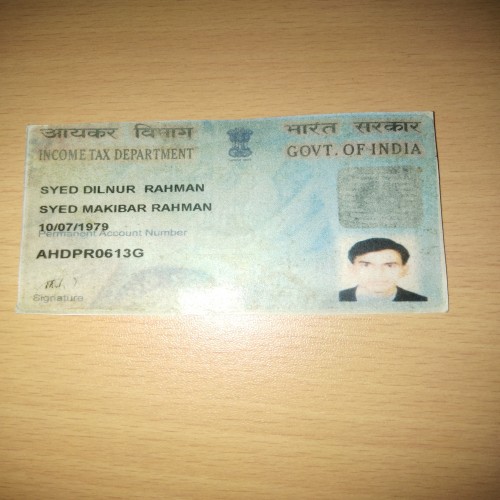 आयकर विभाग
INCOME TAX DEPARTMENT
भारत सरकार
GOVT. OF INDIA
SYED DILNUR RAHMAN
SYED MAKIBAR RAHMAN
10/07/1979
Permanent Account Number
AHDPR0613G
Signature